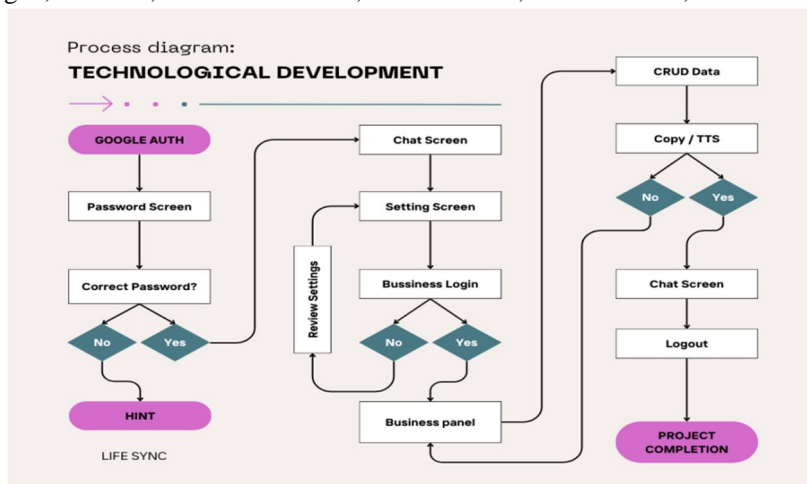 Process diagram:
TECHNOLOGICAL DEVELOPMENT
GOOGLE AUTH
Password Screen
Correct Password?
No
Yes
HINT
LIFE SYNC
Chat Screen
Setting Screen
Review Settings
Bussiness Login
No
Yes
Business panel
CRUD Data
Copy / TTS
No
Yes
Chat Screen
Logout
PROJECT
COMPLETION